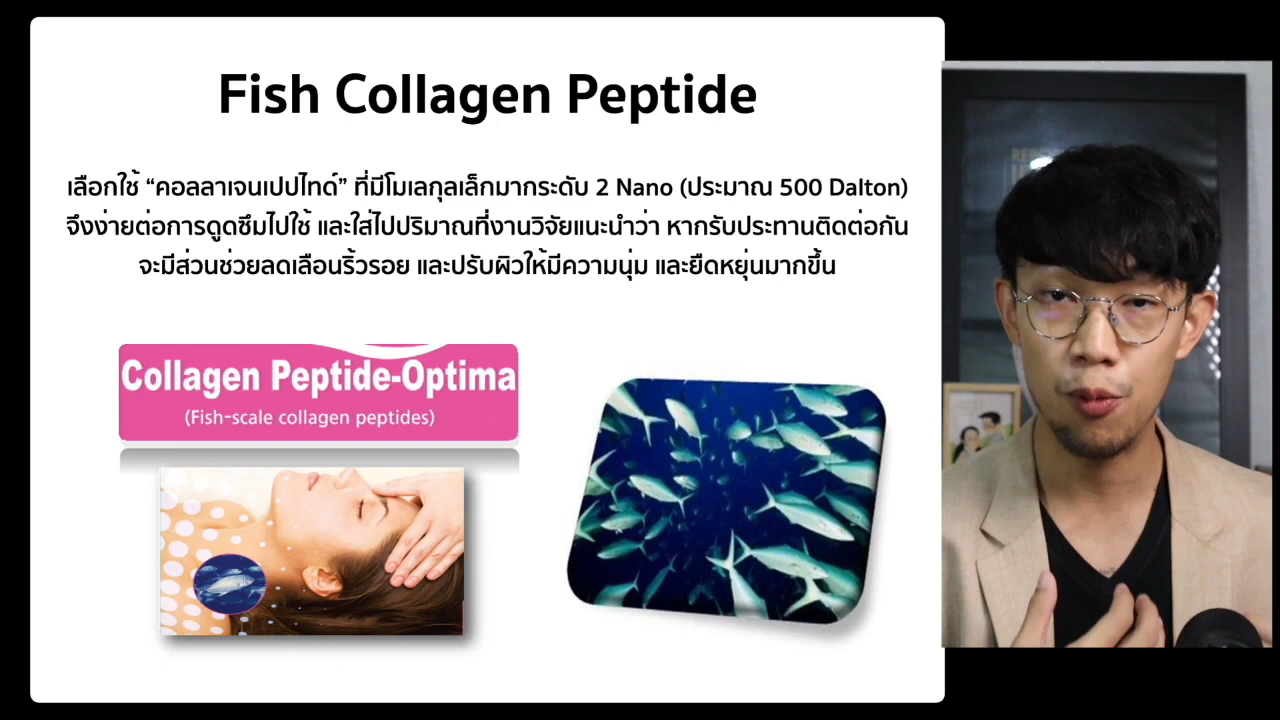 Fish Collagen Peptide
เลือกใช้ “คอลลาเจนเปปไทด์” ที่มีโมเลกุลเล็กมากระดับ 2 Nano (ประมาณ 500 Dalton)
จึงง่ายต่อการดูดซึมไปใช้ และใส่ไปปริมาณที่งานวิจัยแนะนำว่า หากรับประทานติดต่อกัน
จะมีส่วนช่วยลดเลือนริ้วรอย และปรับผิวให้มีความนุ่ม และยืดหยุ่นมากขึ้น
Collagen Peptide-Optima
(Fish-scale collagen peptides)